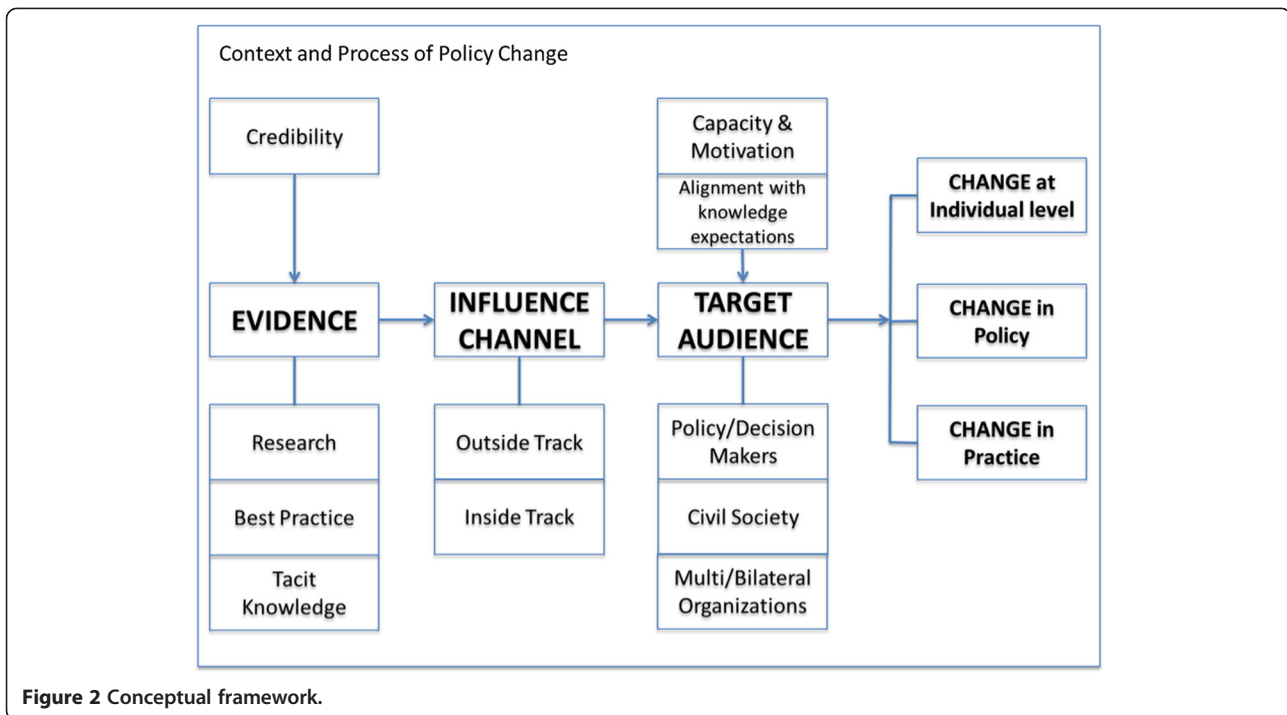 Context and Process of Policy Change
Credibility
Capacity &
Motivation
Alignment with
knowledge
expectations
CHANGE at
Individual level
EVIDENCE
INFLUENCE
CHANNEL
TARGET
AUDIENCE
CHANGE in
Policy
Research
Best Practice
Tacit
Knowledge
Outside Track
Inside Track
Policy/Decision
Makers
Civil Society
Multi/Bilateral
Organizations
CHANGE in
Practice
Figure 2 Conceptual framework.